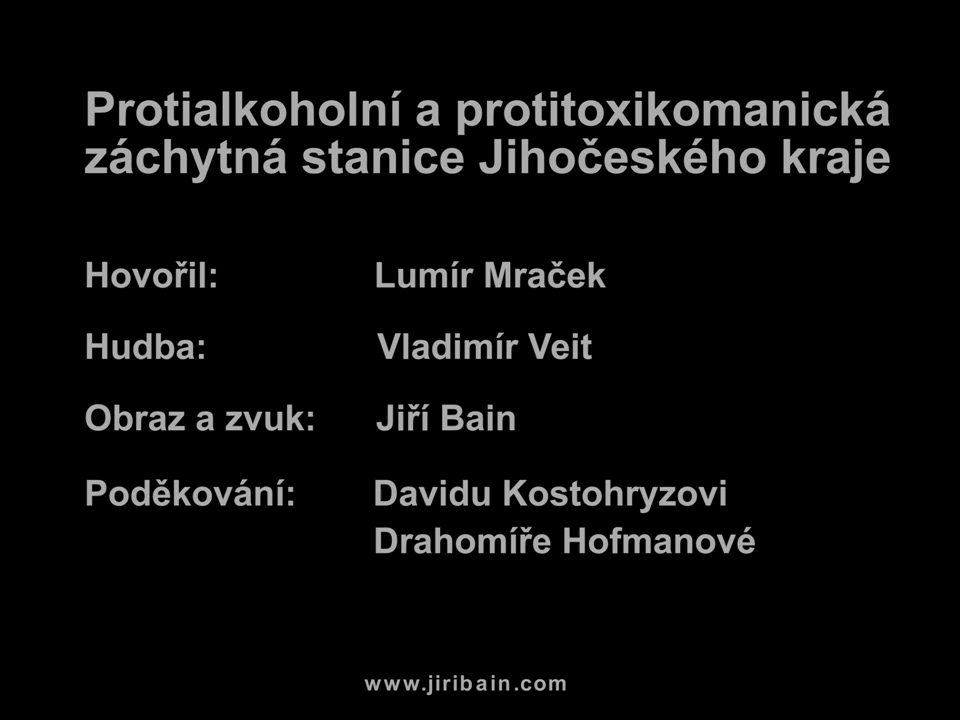 Protialkoholní a protitoxikomanická
záchytná stanice Jihočeského kraje
Hovořil: Lumír Mraček
Hudba: Vladimír Veit
Obraz a zvuk: Jiří Bain
Poděkování: Davidu Kostohryzovi
Drahomíře Hofmanové
www.jiribain.com